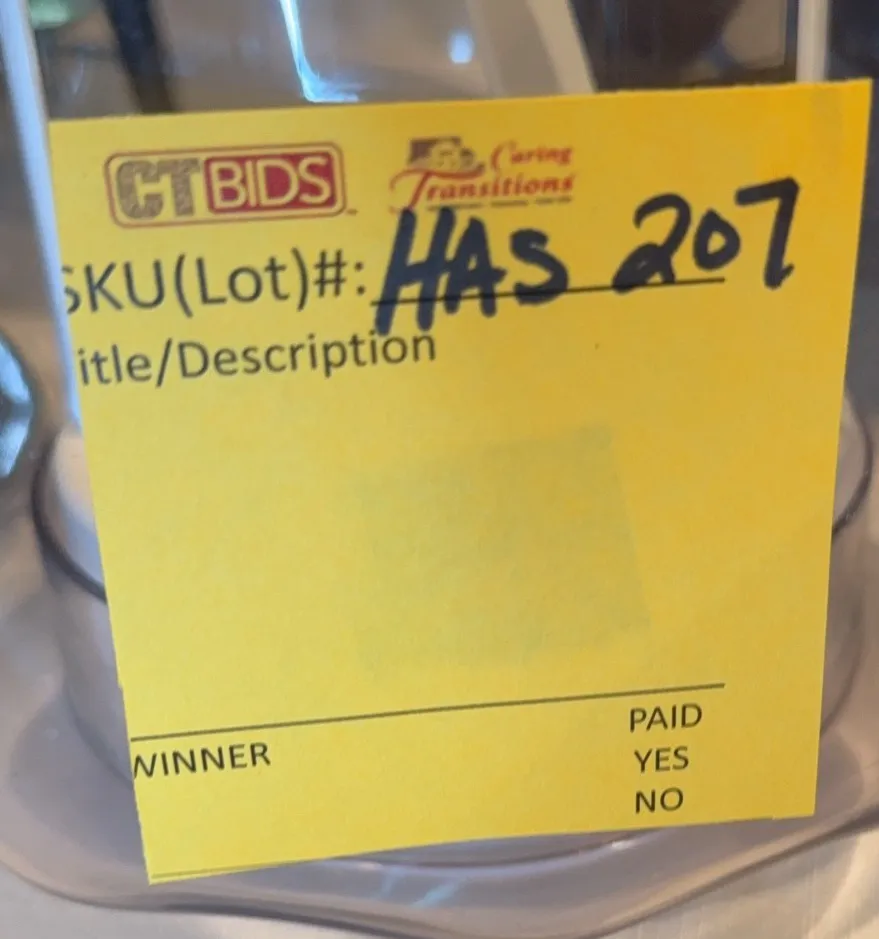 CTBIDS
Caring
Transitions
SKU(Lot)#: HAS 207
itle/Description
PAID
WINNER
YES
NO